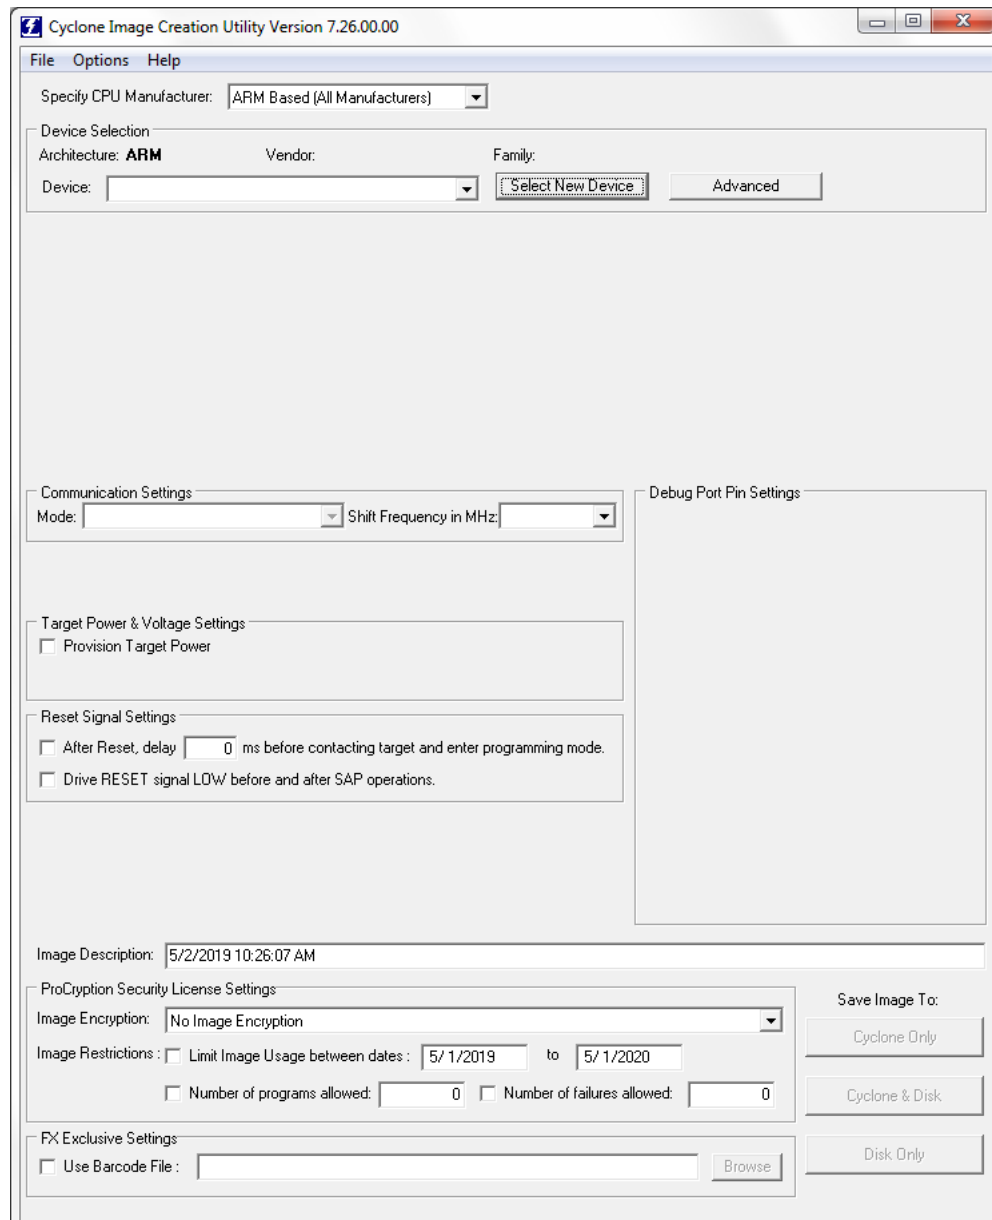 Cyclone Image Creation Utility Version 7.26.00.00
File Options Help
Specify CPU Manufacturer: ARM Based (All Manufacturers)
Device Selection
Architecture: ARM Vendor: Family:
Device: Select New Device Advanced
Communication Settings
Mode: Shift Frequency in MHz:
Debug Port Pin Settings
Target Power & Voltage Settings
Provision Target Power
Reset Signal Settings
After Reset, delay 0 ms before contacting target and enter programming mode.
Drive RESET signal LOW before and after SAP operations.
Image Description: 5/2/2019 10:26:07 AM
ProCryption Security License Settings
Image Encryption: No Image Encryption
Image Restrictions : Limit Image Usage between dates : 5/ 1/2019 to 5/ 1/2020
Number of programs allowed: 0 Number of failures allowed: 0
Save Image To:
Cyclone Only
Cyclone & Disk
Disk Only
FX Exclusive Settings
Use Barcode File : Browse